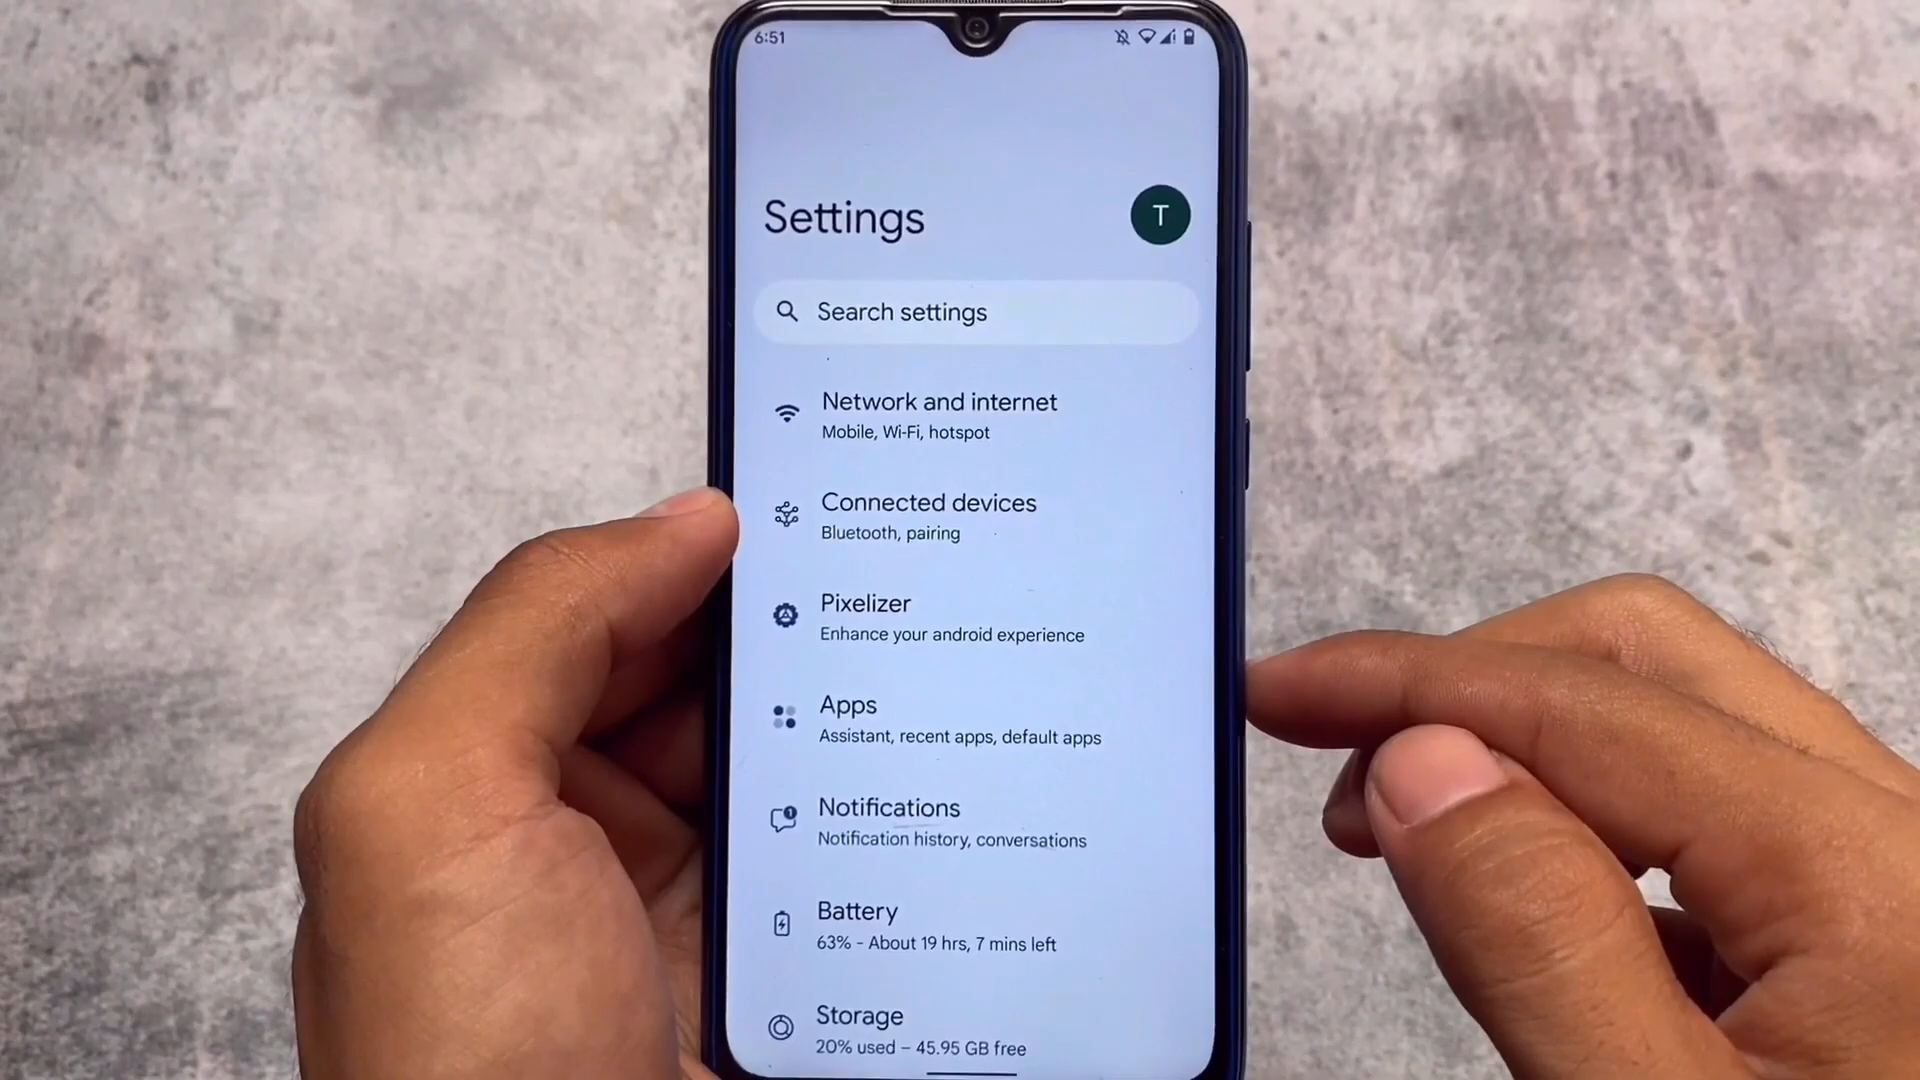 6:51
Settings
T
Search settings
Network and internet
Mobile, Wi-Fi, hotspot
Connected devices
Bluetooth, pairing
Pixelizer
Enhance your android experience
Apps
Assistant, recent apps, default apps
Notifications
Notification history, conversations
Battery
63% - About 19 hrs, 7 mins left
Storage
20% used – 45.95 GB free